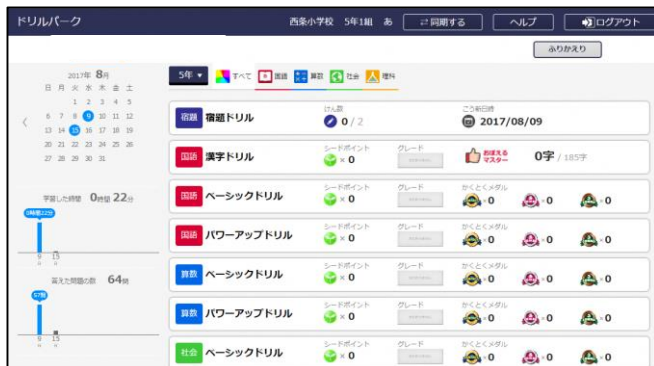 ドリルパーク
西条小学校 5年1組 あ
同期する
ヘルプ
ログアウト
ふりかえり
2017年 8月
日 月 火 水 木 金 土
1 2 3 4 5
6 7 8 9 10 11 12
13 14 15 16 17 18 19
20 21 22 23 24 25 26
27 28 29 30 31
学習した時間 0時間 22分
0時間22分
9 15
答えた問題の数 64問
57問
9 15
5年 すべて 国語 算数 社会 理科
けん数 こうしん日時
宿題 宿題ドリル 0 / 2 2017/08/09
シードポイント グレード
国語 漢字ドリル × 0 おぼえるマスター 0字 / 185字
シードポイント グレード かくとくメダル
国語 ベーシックドリル × 0 ×0 ×0 ×0
シードポイント グレード かくとくメダル
国語 パワーアップドリル × 0 ×0 ×0 ×0
シードポイント グレード かくとくメダル
算数 ベーシックドリル × 0 ×0 ×0 ×0
シードポイント グレード かくとくメダル
算数 パワーアップドリル × 0 ×0 ×0 ×0
シードポイント グレード かくとくメダル
社会 ベーシックドリル × 0 ×0 ×0 ×0